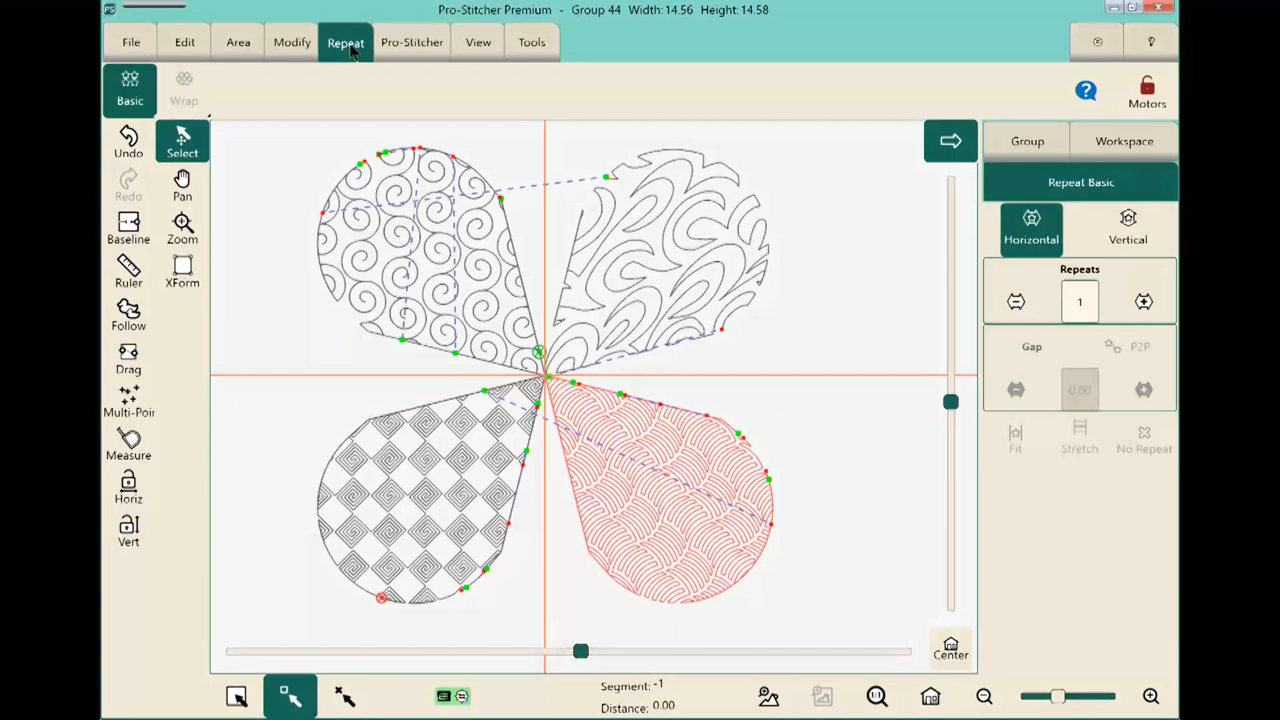 PS
Pro-Stitcher Premium - Group 44 Width: 14.56 Height: 14.58
File Edit Area Modify Repeat Pro-Stitcher View Tools
Basic Wrap
? Motors
Undo Select
Group Workspace
Redo Pan
Repeat Basic
Baseline Zoom
Horizontal Vertical
Ruler XForm
Repeats
1
Follow
Gap P2P
Drag
0.00
Multi-Poi
Measure
Fit Stretch No Repeat
Horiz
Vert
Center
Segment: -1
Distance: 0.00